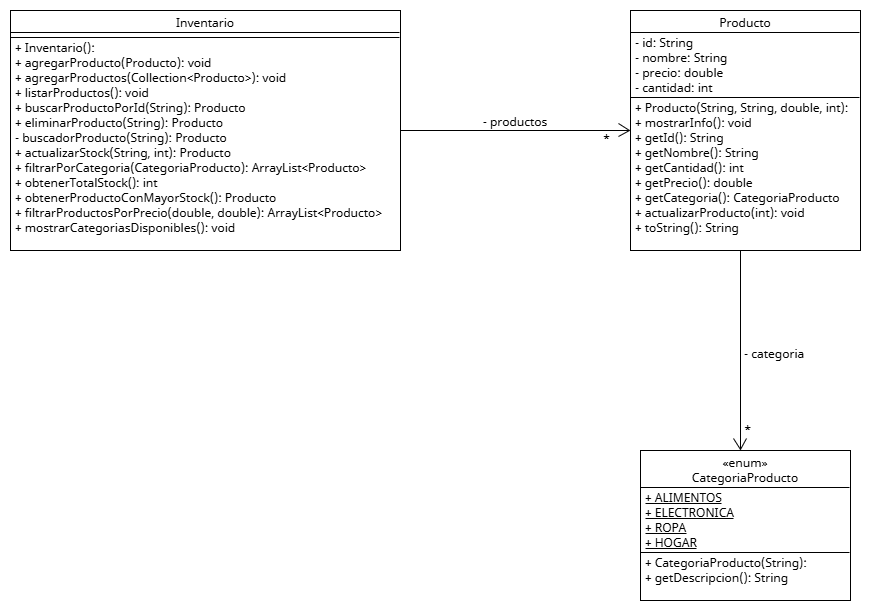 Inventario
+ Inventario():
+ agregarProducto(Producto): void
+ agregarProductos(Collection<Producto>): void
+ listarProductos(): void
+ buscarProductoPorId(String): Producto
+ eliminarProducto(String): Producto
- buscadorProducto(String): Producto
+ actualizarStock(String, int): Producto
+ filtrarPorCategoria(CategoriaProducto): ArrayList<Producto>
+ obtenerTotalStock(): int
+ obtenerProductoConMayorStock(): Producto
+ filtrarProductosPorPrecio(double, double): ArrayList<Producto>
+ mostrarCategoriasDisponibles(): void
- productos
*
Producto
- id: String
- nombre: String
- precio: double
- cantidad: int
+ Producto(String, String, double, int):
+ mostrarInfo(): void
+ getId(): String
+ getNombre(): String
+ getCantidad(): int
+ getPrecio(): double
+ getCategoria(): CategoriaProducto
+ actualizarProducto(int): void
+ toString(): String
- categoria
*
«enum»
CategoriaProducto
+ ALIMENTOS
+ ELECTRONICA
+ ROPA
+ HOGAR
+ CategoriaProducto(String):
+ getDescripcion(): String